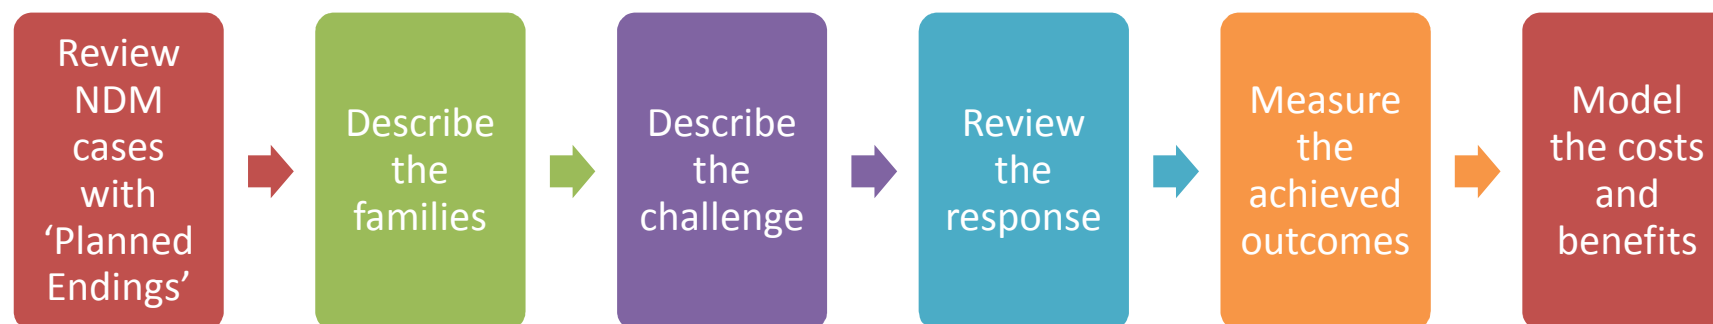 Review
NDM
cases
with
‘Planned
Endings’
Describe
the
families
Describe
the
challenge
Review
the
response
Measure
the
achieved
outcomes
Model
the costs
and
benefits